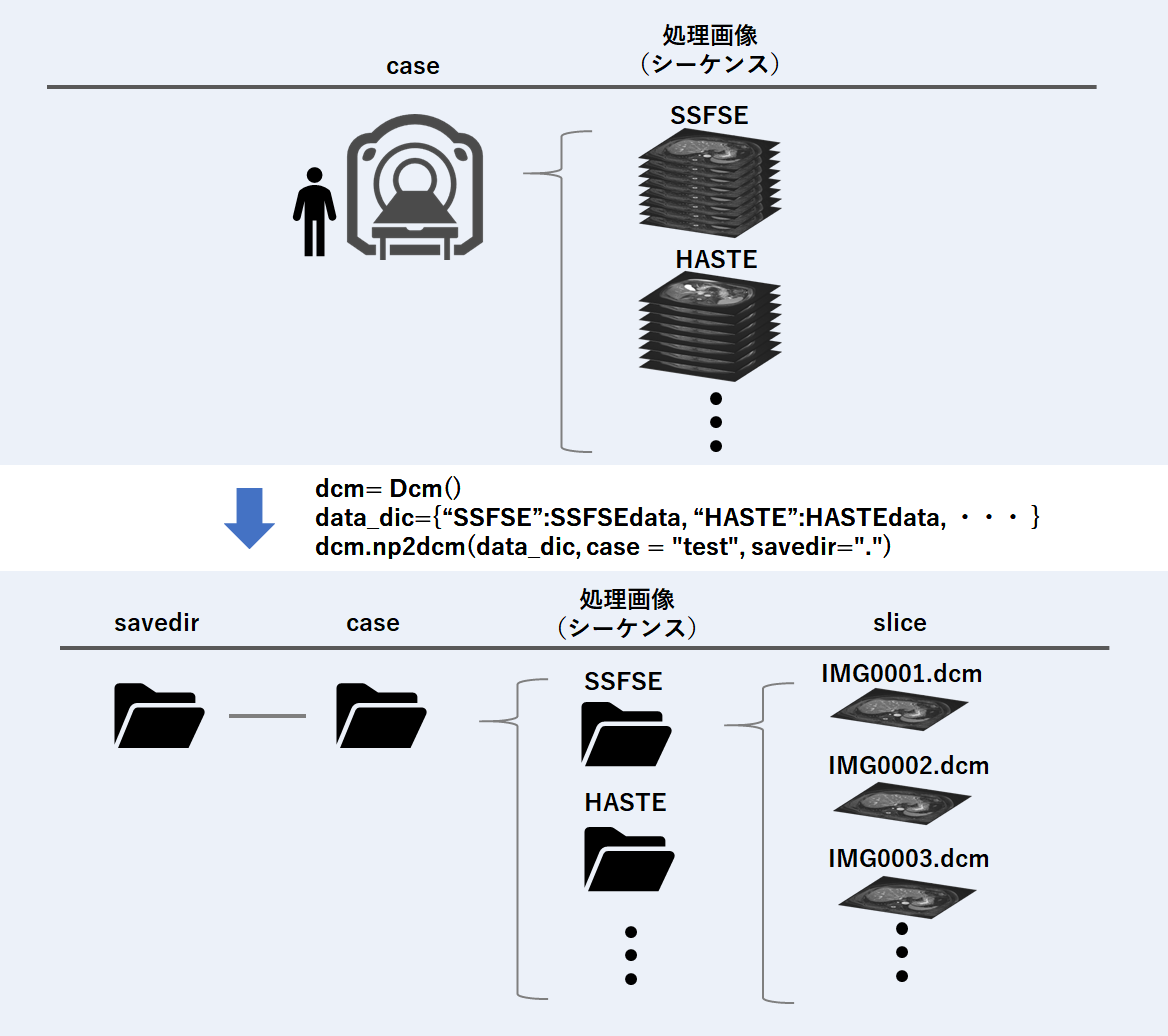 処理画像
case
（シーケンス）
SSFSE
HASTE
dcm= Dcm()
data_dic={“SSFSE”:SSFSEdata, “HASTE”:HASTEdata, ・・・}
dcm.np2dcm(data_dic, case = "test", savedir=".")
処理画像
savedir
case
（シーケンス）
slice
SSFSE
IMG0001.dcm
IMG0002.dcm
HASTE
IMG0003.dcm